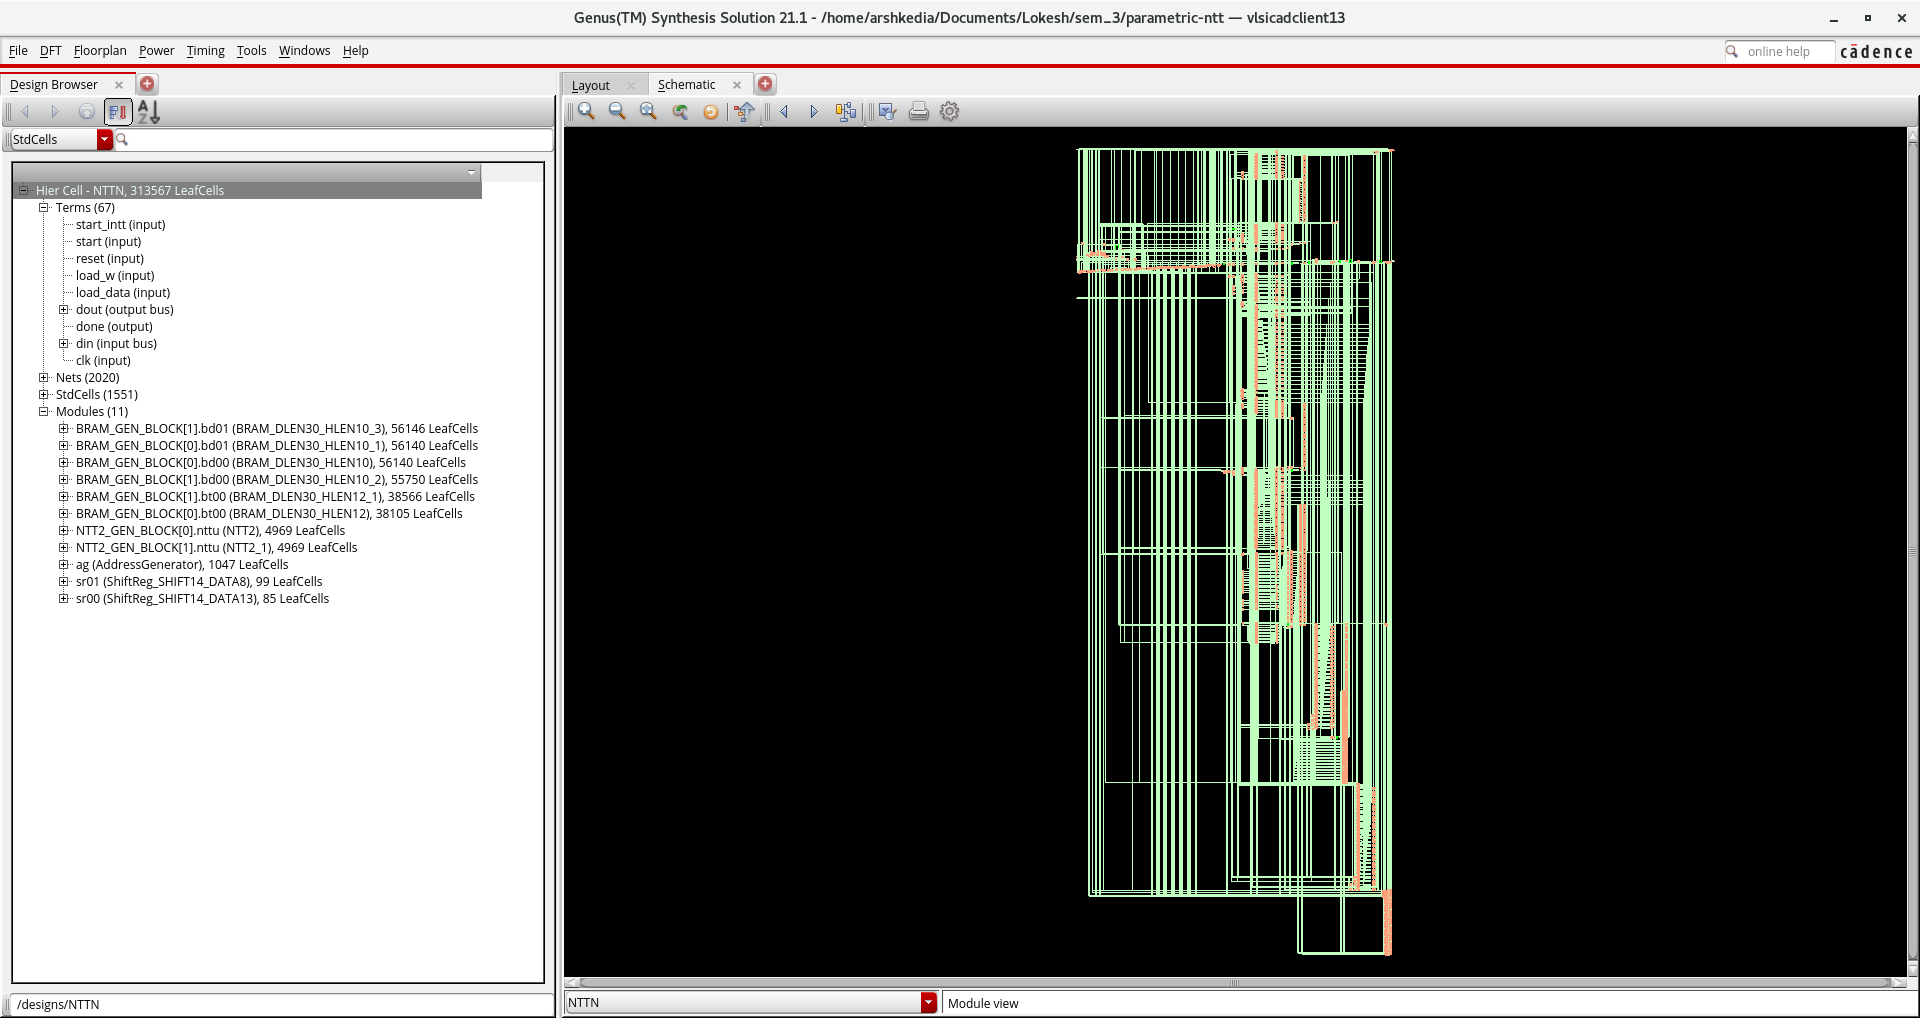 Genus(TM) Synthesis Solution 21.1 - /home/arshkedia/Documents/Lokesh/sem_3/parametric-ntt — vlsicadclient13
File DFT Floorplan Power Timing Tools Windows Help
online help
cādence
Design Browser
Layout
Schematic
StdCells
Hier Cell - NTTN, 313567 LeafCells
Terms (67)
start_intt (input)
start (input)
reset (input)
load_w (input)
load_data (input)
dout (output bus)
done (output)
din (input bus)
clk (input)
Nets (2020)
StdCells (1551)
Modules (11)
BRAM_GEN_BLOCK[1].bd01 (BRAM_DLEN30_HLEN10_3), 56146 LeafCells
BRAM_GEN_BLOCK[0].bd01 (BRAM_DLEN30_HLEN10_1), 56140 LeafCells
BRAM_GEN_BLOCK[0].bd00 (BRAM_DLEN30_HLEN10), 56140 LeafCells
BRAM_GEN_BLOCK[1].bd00 (BRAM_DLEN30_HLEN10_2), 55750 LeafCells
BRAM_GEN_BLOCK[1].bt00 (BRAM_DLEN30_HLEN12_1), 38566 LeafCells
BRAM_GEN_BLOCK[0].bt00 (BRAM_DLEN30_HLEN12), 38105 LeafCells
NTT2_GEN_BLOCK[0].nttu (NTT2), 4969 LeafCells
NTT2_GEN_BLOCK[1].nttu (NTT2_1), 4969 LeafCells
ag (AddressGenerator), 1047 LeafCells
sr01 (ShiftReg_SHIFT14_DATA8), 99 LeafCells
sr00 (ShiftReg_SHIFT14_DATA13), 85 LeafCells
/designs/NTTN
NTTN
Module view